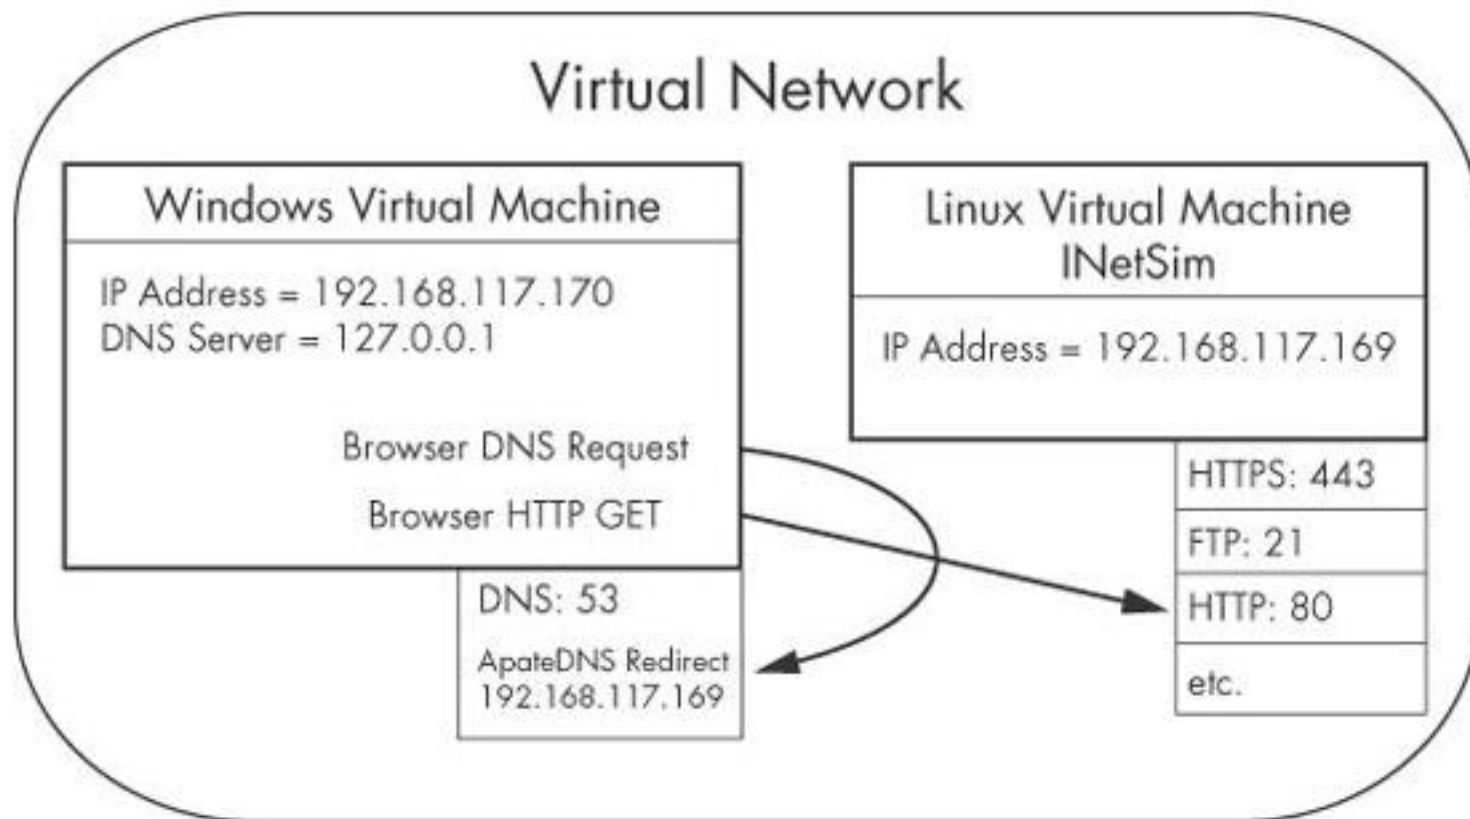 Virtual Network
Windows Virtual Machine
IP Address = 192.168.117.170
DNS Server = 127.0.0.1
Browser DNS Request
Browser HTTP GET
DNS: 53
ApateDNS Redirect
192.168.117.169
Linux Virtual Machine
INetSim
IP Address = 192.168.117.169
HTTPS: 443
FTP: 21
HTTP: 80
etc.